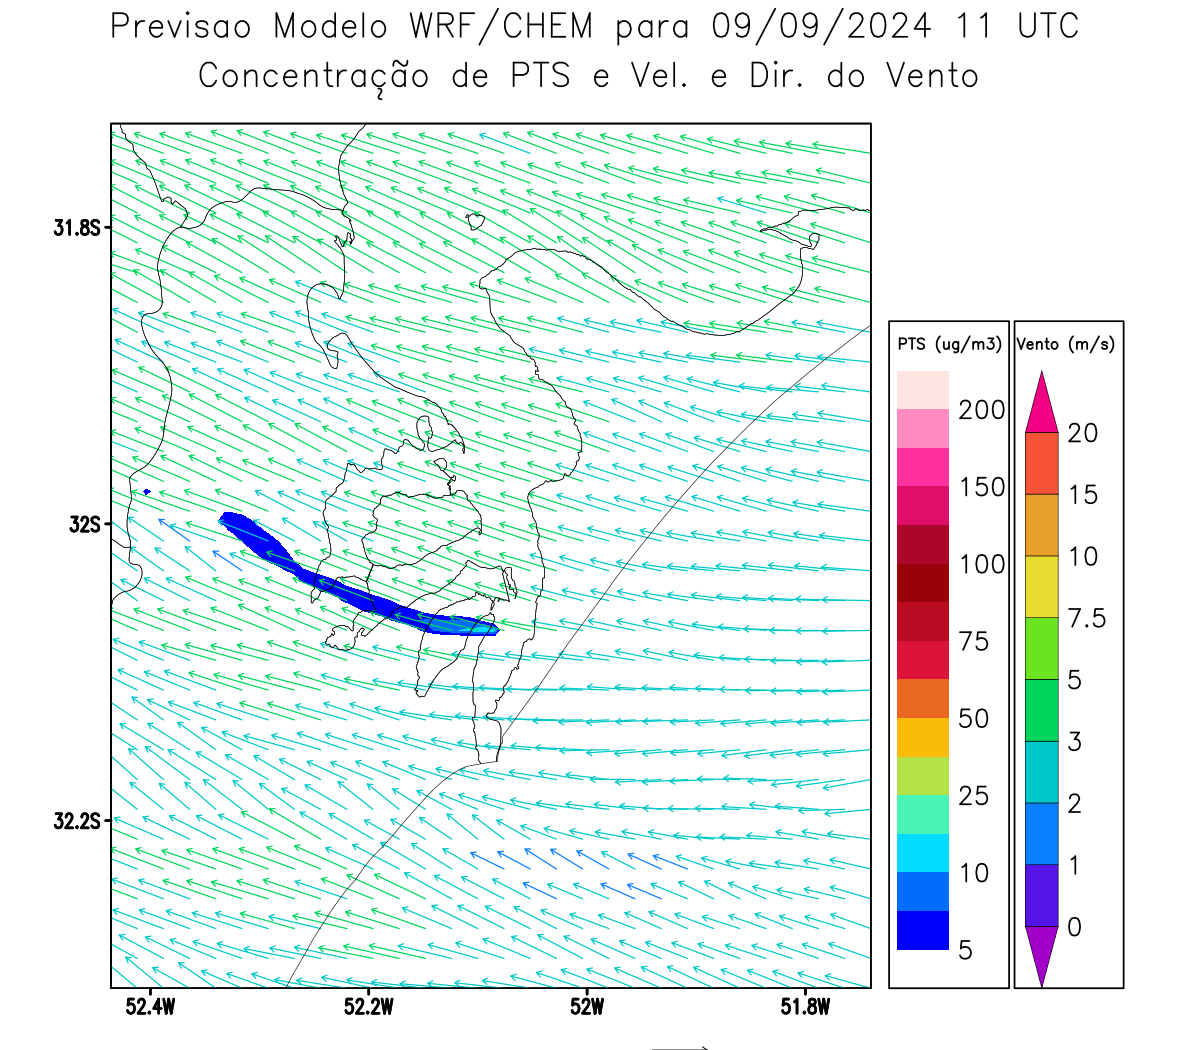 Previsao Modelo WRF/CHEM para 09/09/2024 11 UTC
Concentração de PTS e Vel. e Dir. do Vento
31.8S
32S
32.2S
52.4W 52.2W 52W 51.8W
PTS (ug/m3)
200
150
100
75
50
25
10
5
Vento (m/s)
20
15
10
7.5
5
3
2
1
0